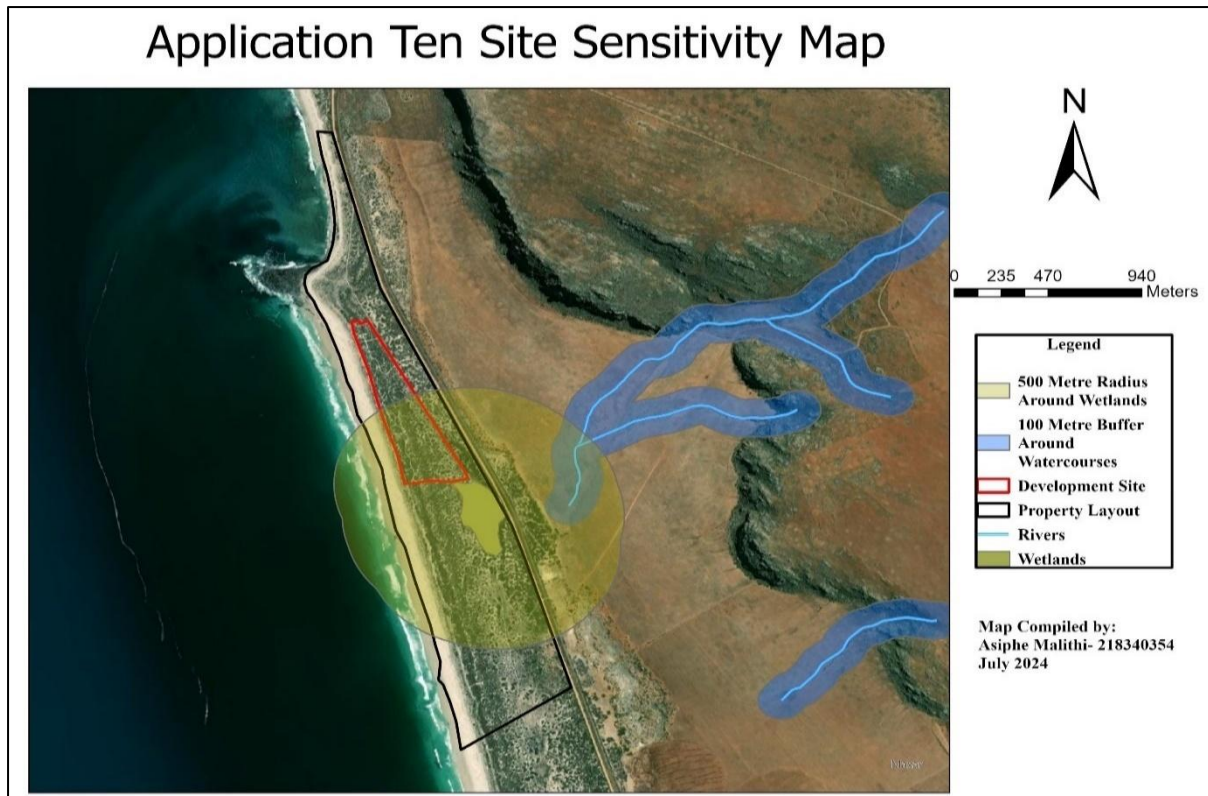 Application Ten Site Sensitivity Map
N
0 235 470 940
Meters
Legend
500 Metre Radius
Around Wetlands
100 Metre Buffer
Around
Watercourses
Development Site
Property Layout
Rivers
Wetlands
Map Compiled by:
Asiphe Malithi- 218340354
July 2024